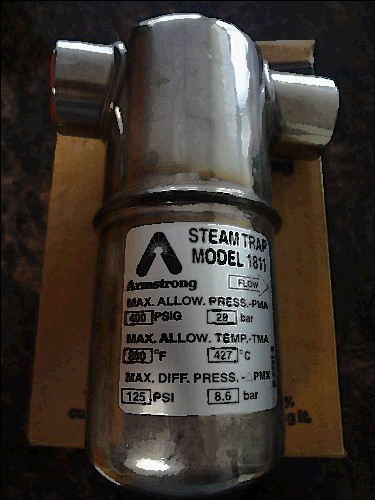 STEAM TRAP
MODEL 1811
Armstrong
FLOW
MAX. ALLOW. PRESS.-PMA
400 PSIG 28 bar
MAX. ALLOW. TEMP.-TMA
°F 427 °C
MAX. DIFF. PRESS.- PMX
125 PSI 8.6 bar